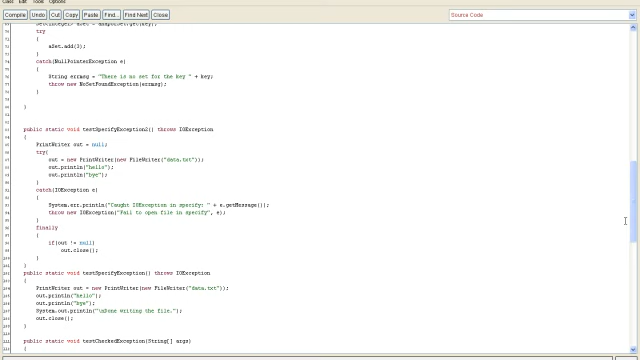 Class Edit Tools Options
Compile Undo Cut Copy Paste Find... Find Next Close Source Code
try
{
aSet.add(3);
}
catch(NullPointerException e)
{
String errmsg = "There is no set for the key " + key;
throw new NoSetFoundException(errmsg);
}
}
public static void testSpecifyException2() throws IOException
{
PrintWriter out = null;
try{
out = new PrintWriter(new FileWriter("data.txt"));
out.println("hello");
out.println("bye");
}
catch(IOException e)
{
System.err.println("Caught IOException in specify: " + e.getMessage());
throw new IOException("Fail to open file in specify", e);
}
finally
{
if(out != null)
out.close();
}
}
public static void testSpecifyException() throws IOException
{
PrintWriter out = new PrintWriter(new FileWriter("data.txt"));
out.println("hello");
out.println("bye");
System.out.println("\nDone writing the file.");
out.close();
}
public static void testCheckedException(String[] args)
{